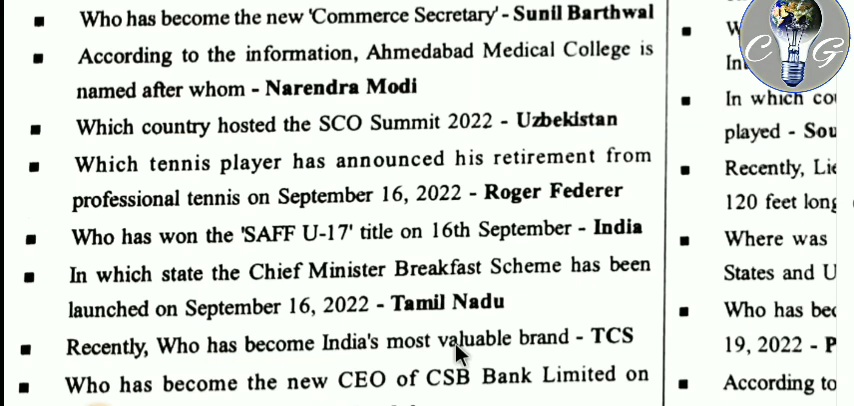 Who has become the new 'Commerce Secretary' - Sunil Barthwal
According to the information, Ahmedabad Medical College is
named after whom - Narendra Modi
Which country hosted the SCO Summit 2022 - Uzbekistan
Which tennis player has announced his retirement from
professional tennis on September 16, 2022 - Roger Federer
Who has won the 'SAFF U-17' title on 16th September - India
In which state the Chief Minister Breakfast Scheme has been
launched on September 16, 2022 - Tamil Nadu
Recently, Who has become India's most valuable brand - TCS
Who has become the new CEO of CSB Bank Limited on
C G
In which
played -
Recently,
120 feet long
Where was
States and U
Who has
19, 2022 - P
According to